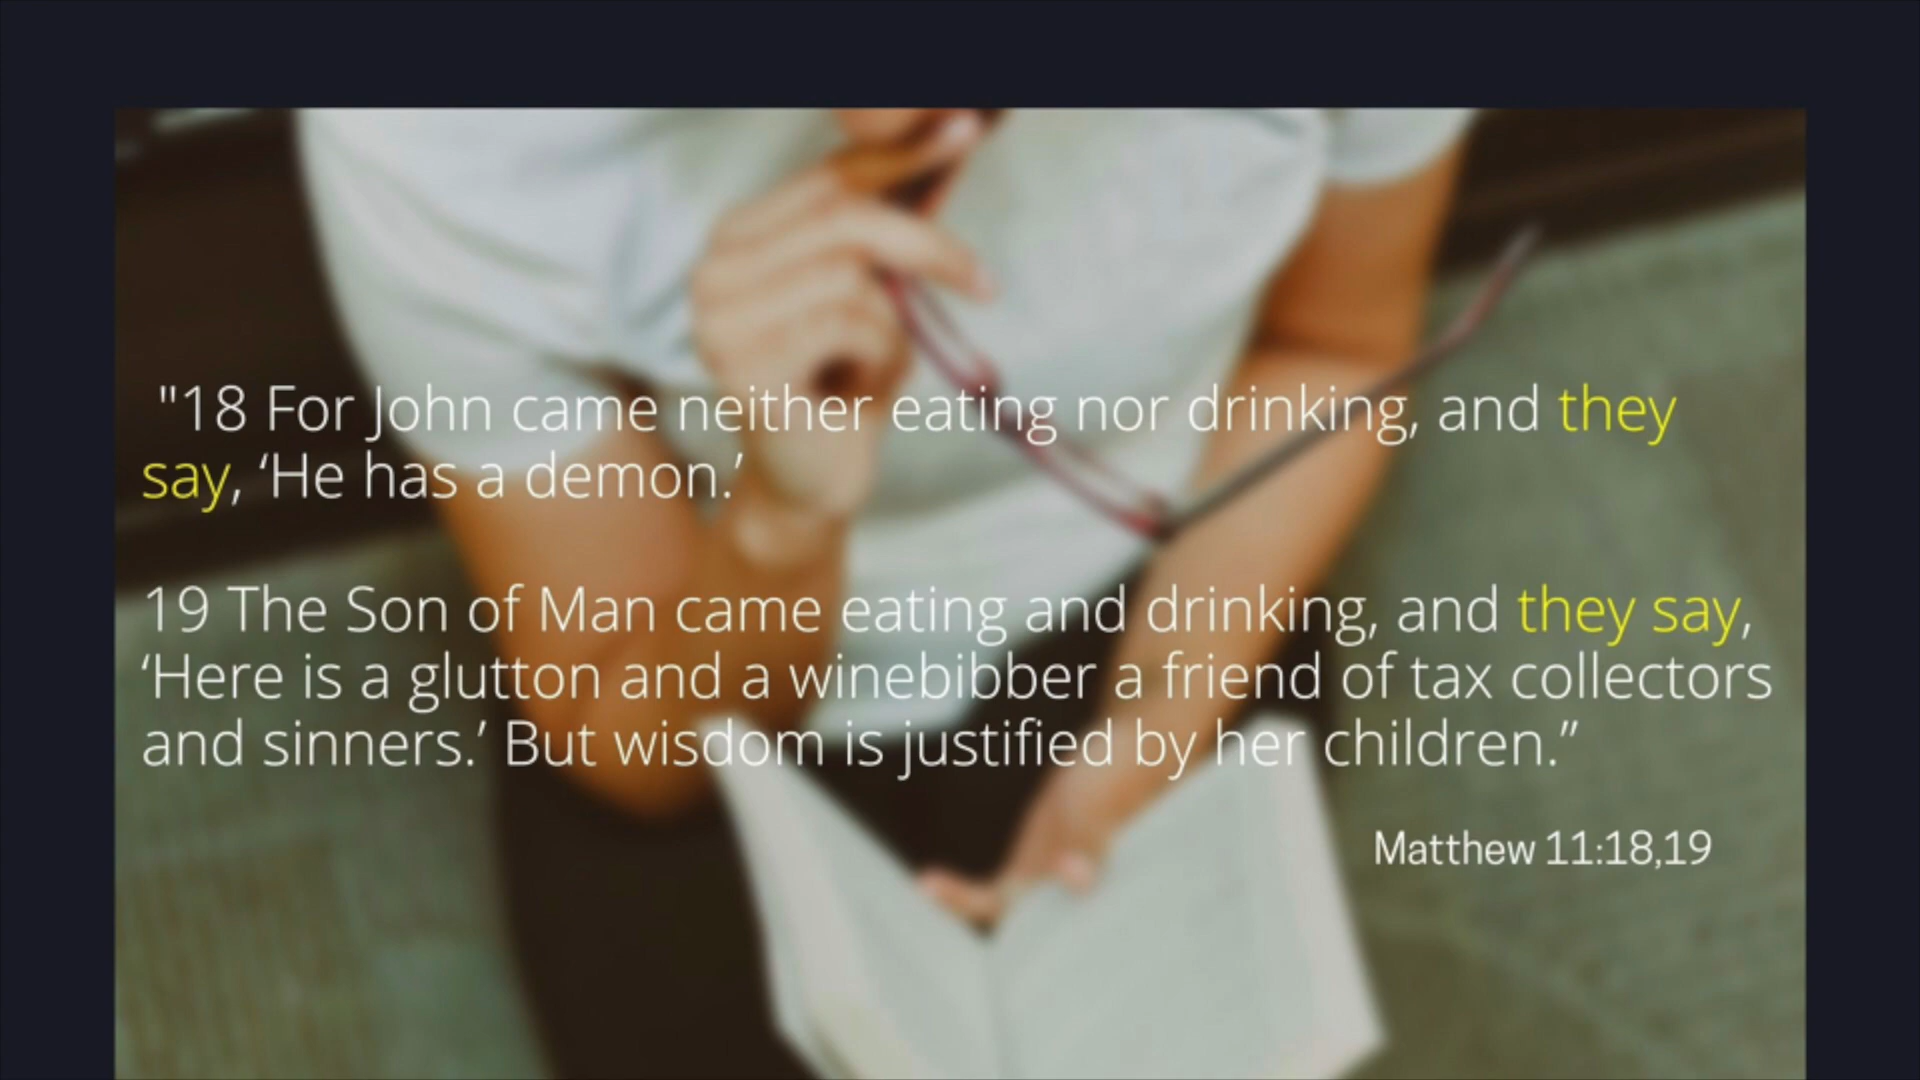 "18 For John came neither eating nor drinking, and they
say, ‘He has a demon.’
19 The Son of Man came eating and drinking, and they say,
‘Here is a glutton and a winebibber a friend of tax collectors
and sinners.’ But wisdom is justified by her children.”
Matthew 11:18,19